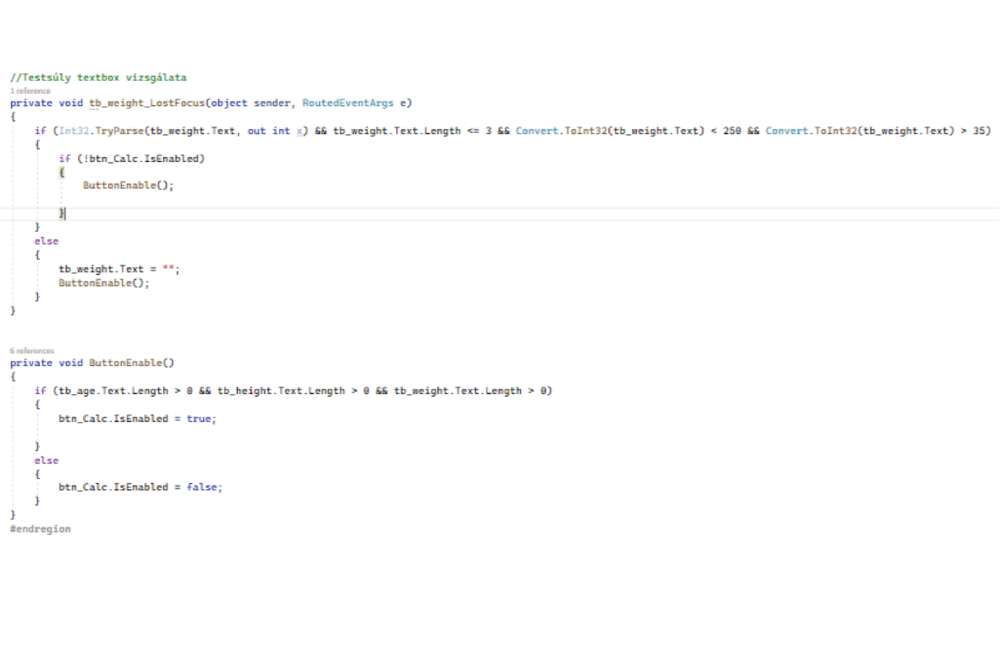 //Testsúly textbox vizsgálata
1 reference
private void tb_weight_LostFocus(object sender, RoutedEventArgs e)
{
if (Int32.TryParse(tb_weight.Text, out int x) && tb_weight.Text.Length <= 3 && Convert.ToInt32(tb_weight.Text) < 250 && Convert.ToInt32(tb_weight.Text) > 35)
{
if (!btn_Calc.IsEnabled)
{
ButtonEnable();
}
}
else
{
tb_weight.Text = "";
ButtonEnable();
}
}
6 references
private void ButtonEnable()
{
if (tb_age.Text.Length > 0 && tb_height.Text.Length > 0 && tb_weight.Text.Length > 0)
{
btn_Calc.IsEnabled = true;
}
else
{
btn_Calc.IsEnabled = false;
}
}
#endregion